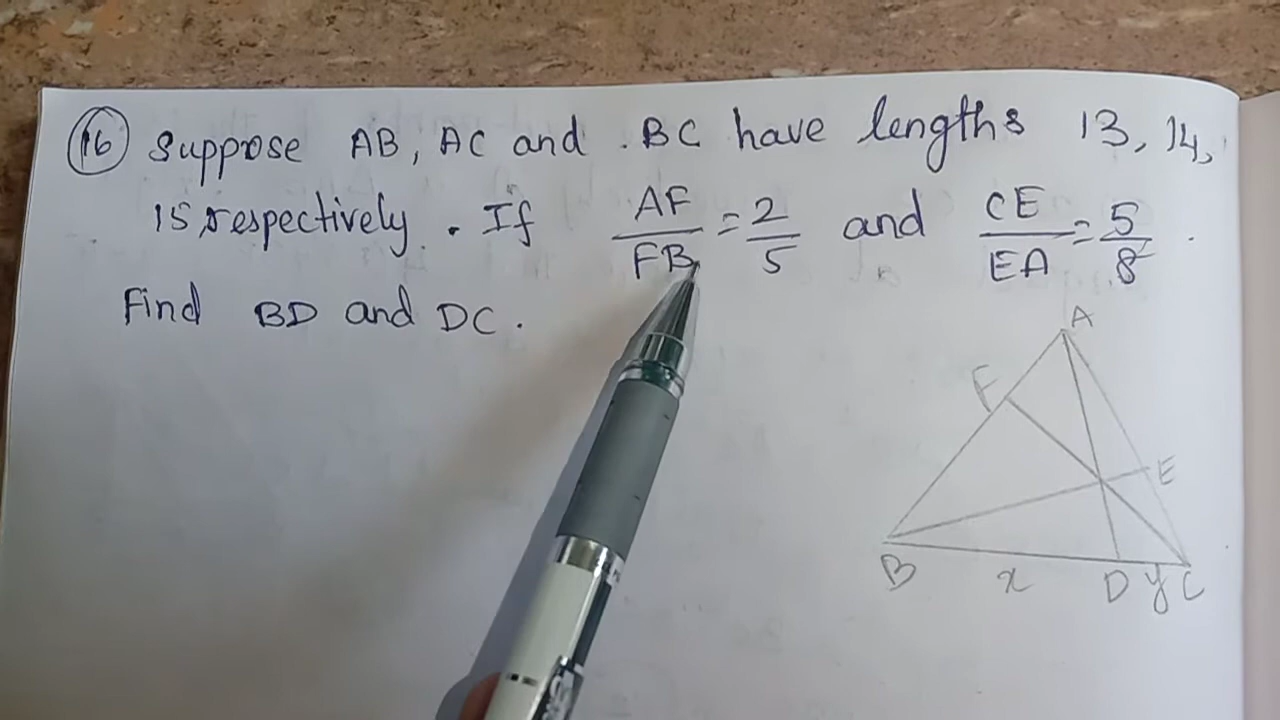 16 Suppose AB, AC and BC have lengths 13, 14,
15 respectively. If AF/FB = 2/5 and CE/EA = 5/8.
Find BD and DC.
A
F
E
B x D y C